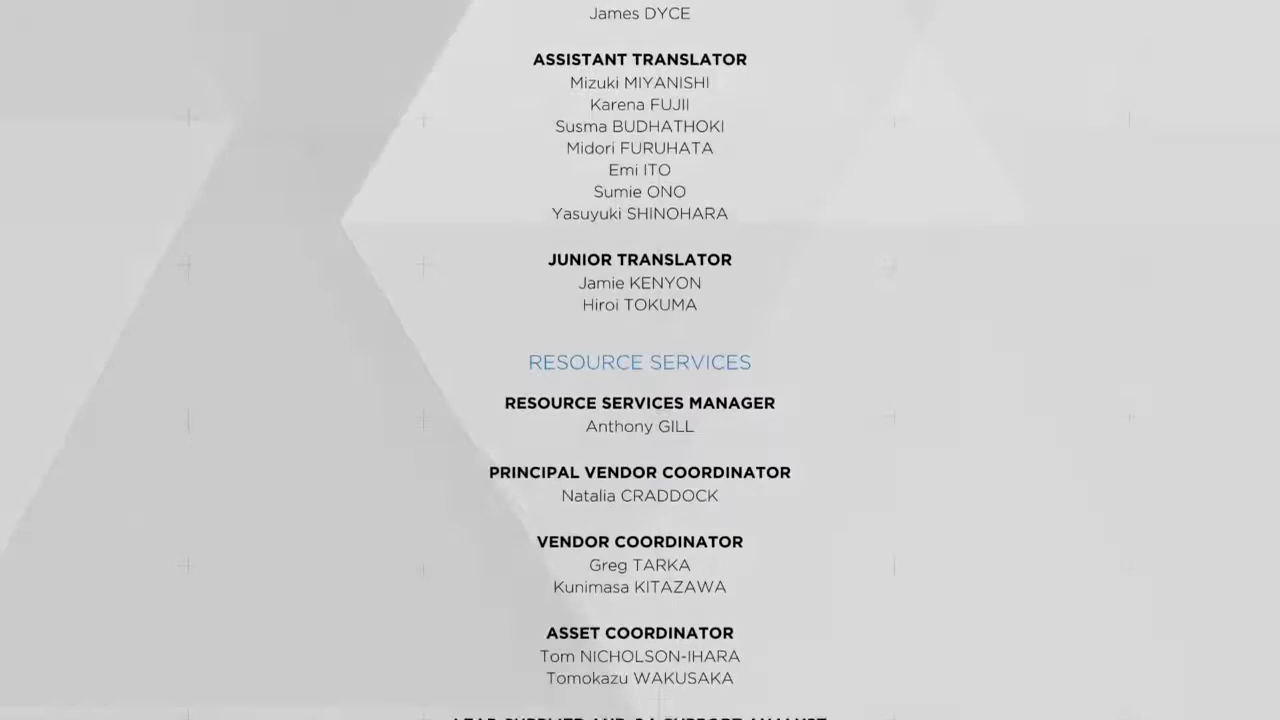 James DYCE
ASSISTANT TRANSLATOR
Mizuki MIYANISHI
Karena FUJII
Susma BUDHATHOKI
Midori FURUHATA
Emi ITO
Sumie ONO
Yasuyuki SHINOHARA
JUNIOR TRANSLATOR
Jamie KENYON
Hiroi TOKUMA
RESOURCE SERVICES
RESOURCE SERVICES MANAGER
Anthony GILL
PRINCIPAL VENDOR COORDINATOR
Natalia CRADDOCK
VENDOR COORDINATOR
Greg TARKA
Kunimasa KITAZAWA
ASSET COORDINATOR
Tom NICHOLSON-IHARA
Tomokazu WAKUSAKA